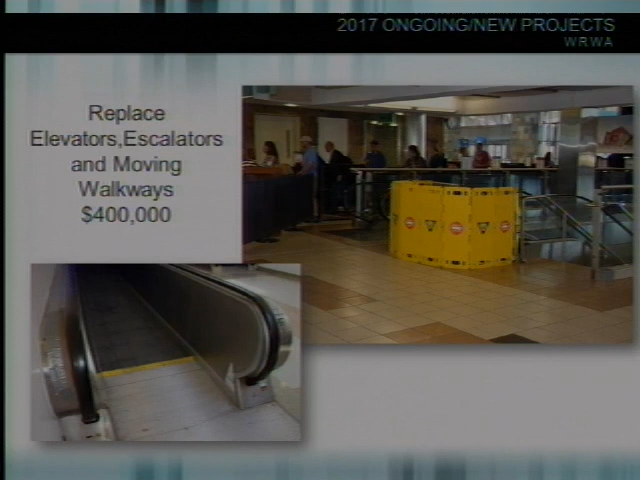 2017 ONGOING/NEW PROJECTS
WRWA
Replace
Elevators,Escalators
and Moving
Walkways
$400,000